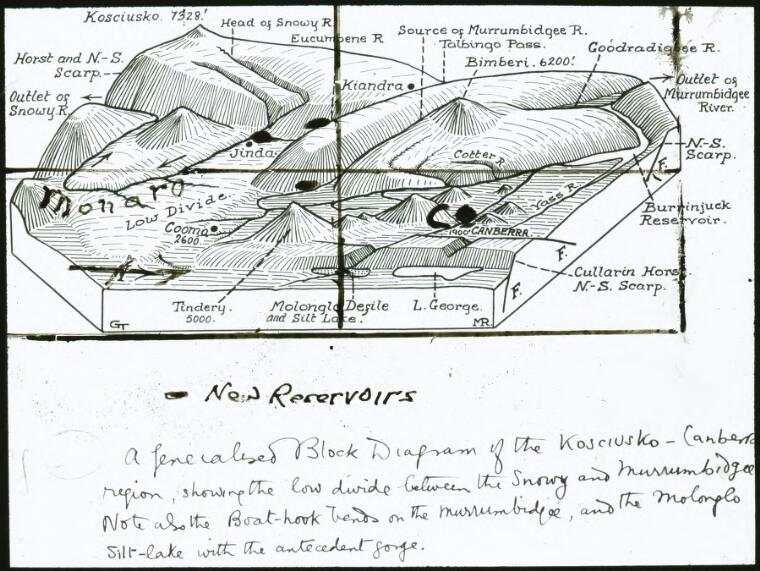 Kosciusko. 7328.'
Head of Snowy R.
Eucumbene R
Source of Murrumbidgee R.
Talbingo Pass.
Goodradigbee R.
Bimberi. 6200!
Horst and N.-S.
Scarp.
Kiandra
Outlet of
Murrumbidgee
River.
Outlet of
Snowy R.
Jinda.
Cotter R
N.-S.
Scarp.
F.
Monaro
Low Divide.
Yass R.
Burrinjuck
Reservoir.
Cooma
2600.
C
1900' CANBERRA.
F.
Cullarin Horst
N.-S. Scarp.
F.
Tindery.
5000.
Molonglo Defile
and Silt Lake.
L. George.
GT
MR.
New Reservoirs
A generalised Block Diagram of the Kosciusko - Canberra
region, showing the low divide between the Snowy and Murrumbidgee
Note also the Boat-hook bends on the Murrumbidgee, and the Molonglo
Silt-lake with the antecedent gorge.